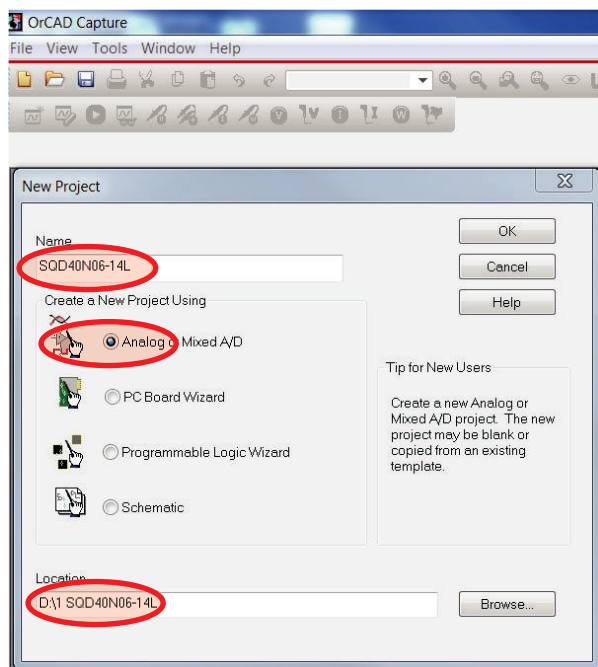 OrCAD Capture
File View Tools Window Help
New Project
Name
SQD40N06-14L
OK
Cancel
Help
Create a New Project Using
Analog or Mixed A/D
PC Board Wizard
Programmable Logic Wizard
Schematic
Tip for New Users
Create a new Analog or
Mixed A/D project. The new
project may be blank or
copied from an existing
template.
Location
D:\1 SQD40N06-14L
Browse...